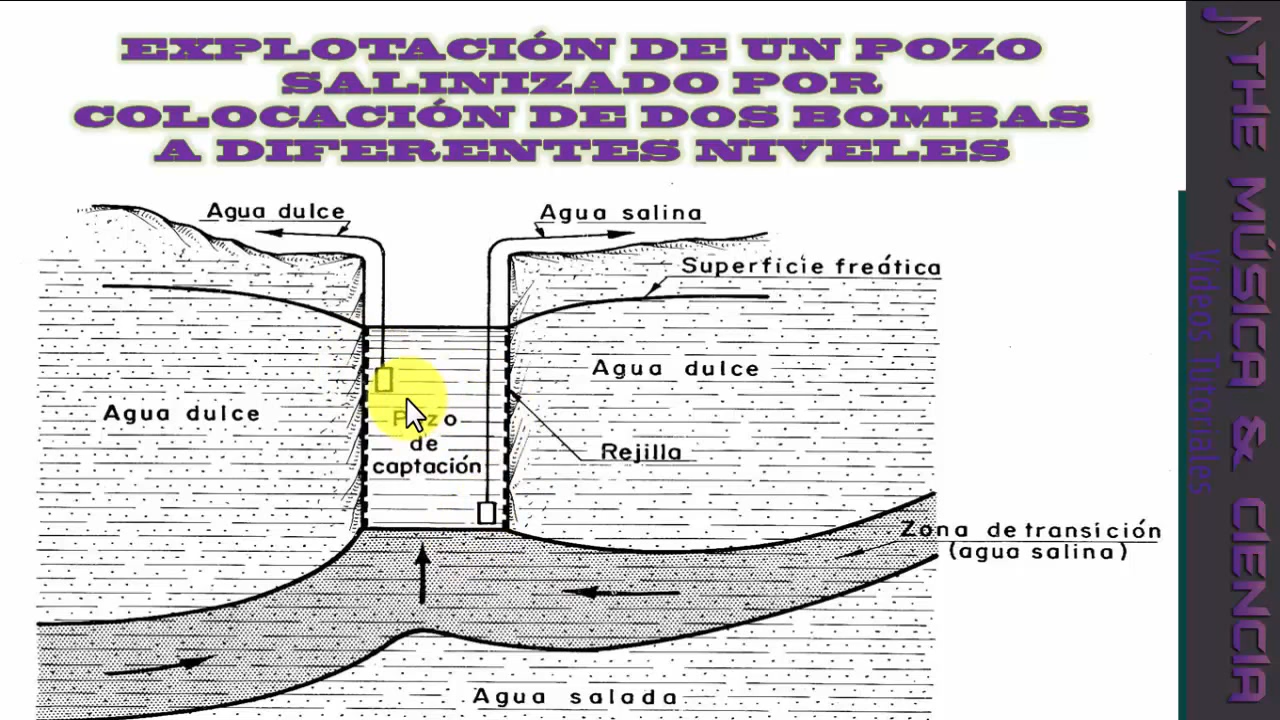 EXPLOTACIÓN DE UN POZO
SALINIZADO POR
COLOCACIÓN DE DOS BOMBAS
A DIFERENTES NIVELES
Agua dulce
Agua salina
Superficie freática
Agua dulce
Agua dulce
Pozo
de
captación
Rejilla
Zona de transición
(agua salina)
Agua salada
THE MÚSICA & CIENCIA
Videos Tutoriales